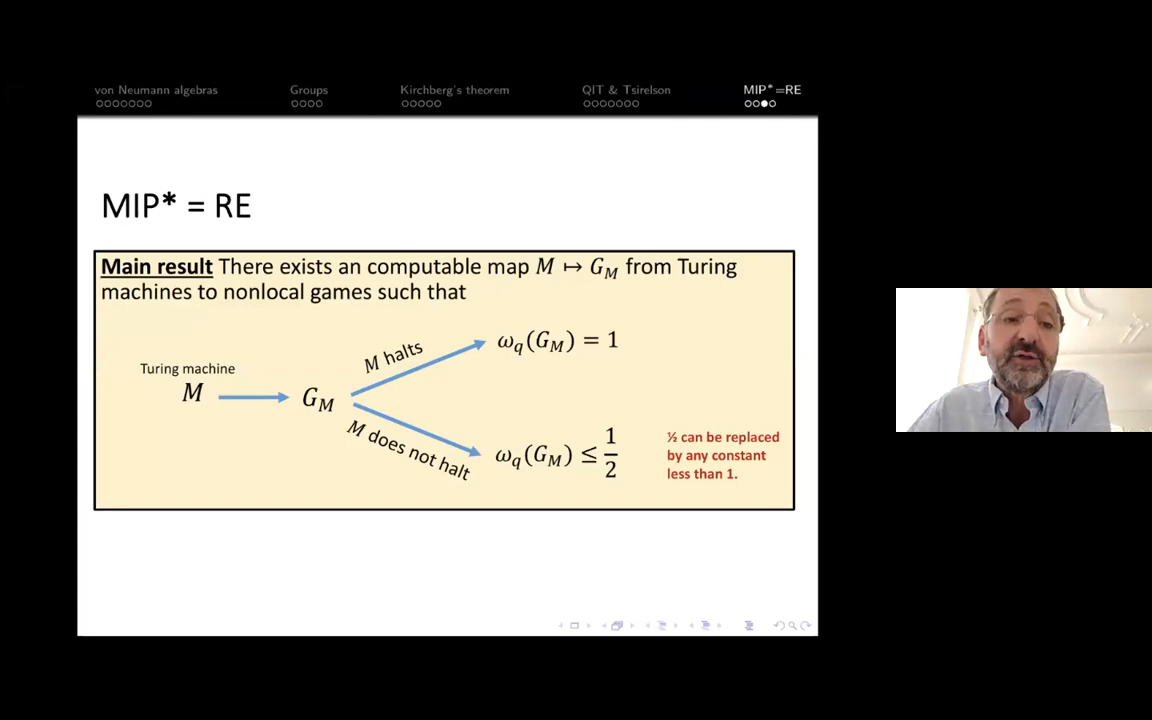 von Neumann algebras Groups Kirchberg's theorem QIT & Tsirelson MIP*=RE
MIP* = RE
Main result There exists an computable map M ↦ G_M from Turing
machines to nonlocal games such that
M halts
ω_q(G_M) = 1
Turing machine
M
G_M
M does not halt
ω_q(G_M) ≤ 1/2
½ can be replaced
by any constant
less than 1.